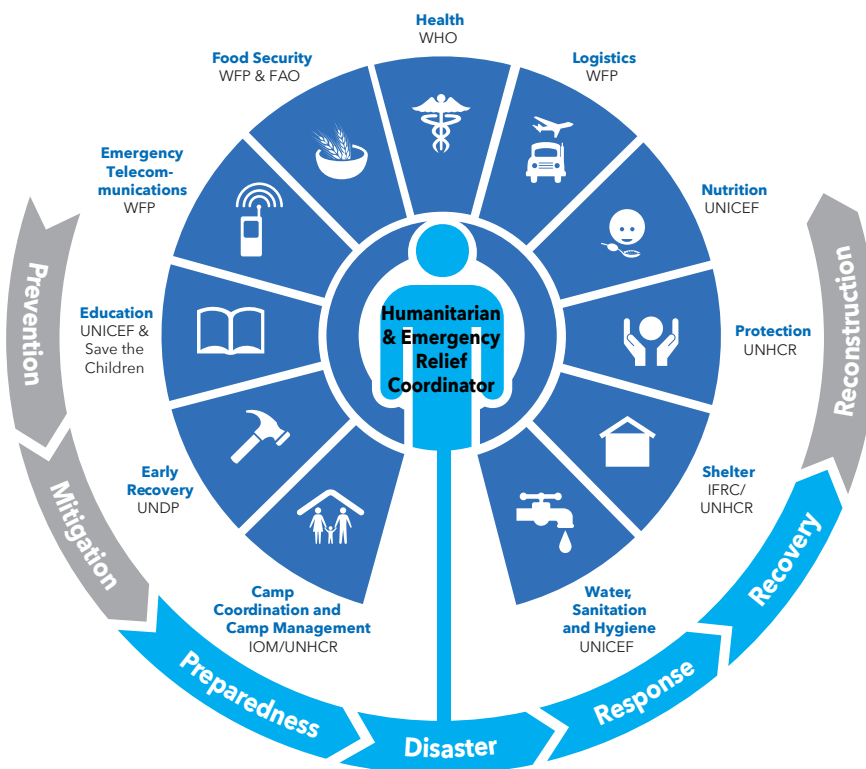 Health
WHO
Logistics
WFP
Nutrition
UNICEF
Protection
UNHCR
Shelter
IFRC/
UNHCR
Water,
Sanitation
and Hygiene
UNICEF
Camp
Coordination and
Camp Management
IOM/UNHCR
Early
Recovery
UNDP
Education
UNICEF &
Save the
Children
Emergency
Telecom-
munications
WFP
Food Security
WFP & FAO
Humanitarian
& Emergency
Relief
Coordinator
Prevention
Mitigation
Preparedness
Disaster
Response
Recovery
Reconstruction